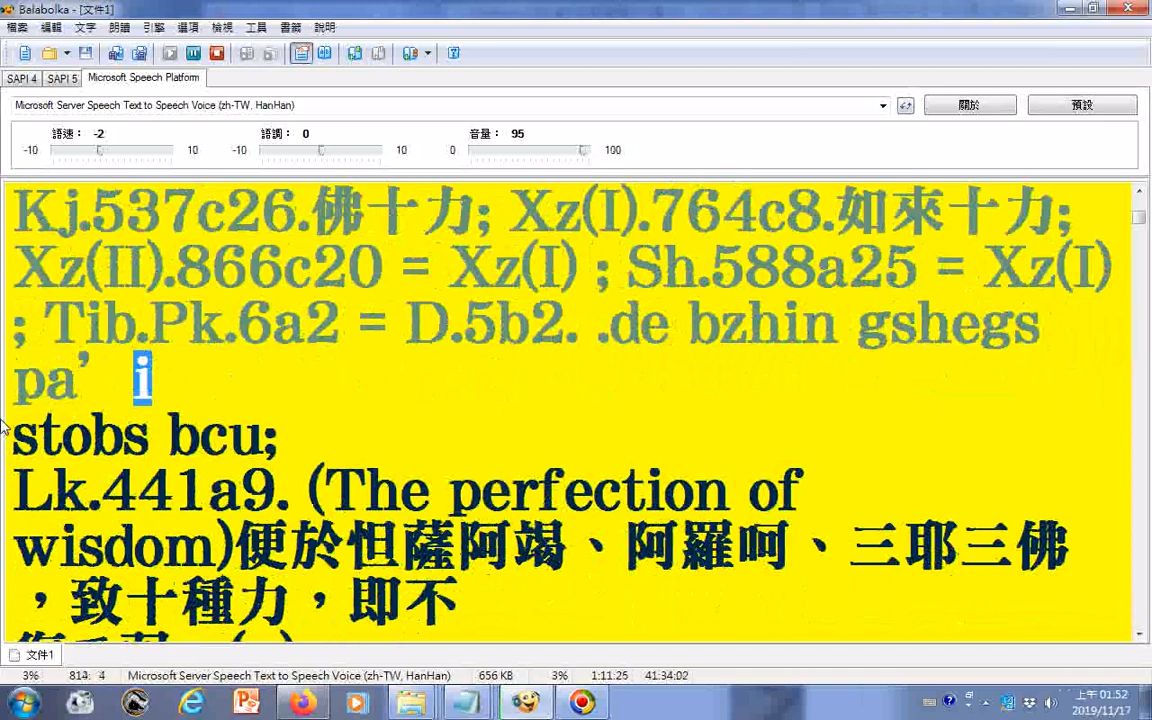 Balabolka - [文件1]
檔案 編輯 文字 朗讀 引擎 選項 檢視 工具 書籤 說明
SAPI 4 SAPI 5 Microsoft Speech Platform
Microsoft Server Speech Text to Speech Voice (zh-TW, HanHan) 關於 預設
語速： -2 語調： 0 音量： 95
-10 10 -10 10 0 100
Kj.537c26.佛十力; Xz(I).764c8.如來十力;
Xz(II).866c20 = Xz(I) ; Sh.588a25 = Xz(I)
; Tib.Pk.6a2 = D.5b2. .de bzhin gshegs
pa’ i
stobs bcu;
Lk.441a9. (The perfection of
wisdom)便於怛薩阿竭、阿羅呵、三耶三佛
，致十種力，即不
文件1
3% 814: 4 Microsoft Server Speech Text to Speech Voice (zh-TW, HanHan) 656 KB 3% 1:11:25 41:34:02
上午 01:52
2019/11/17